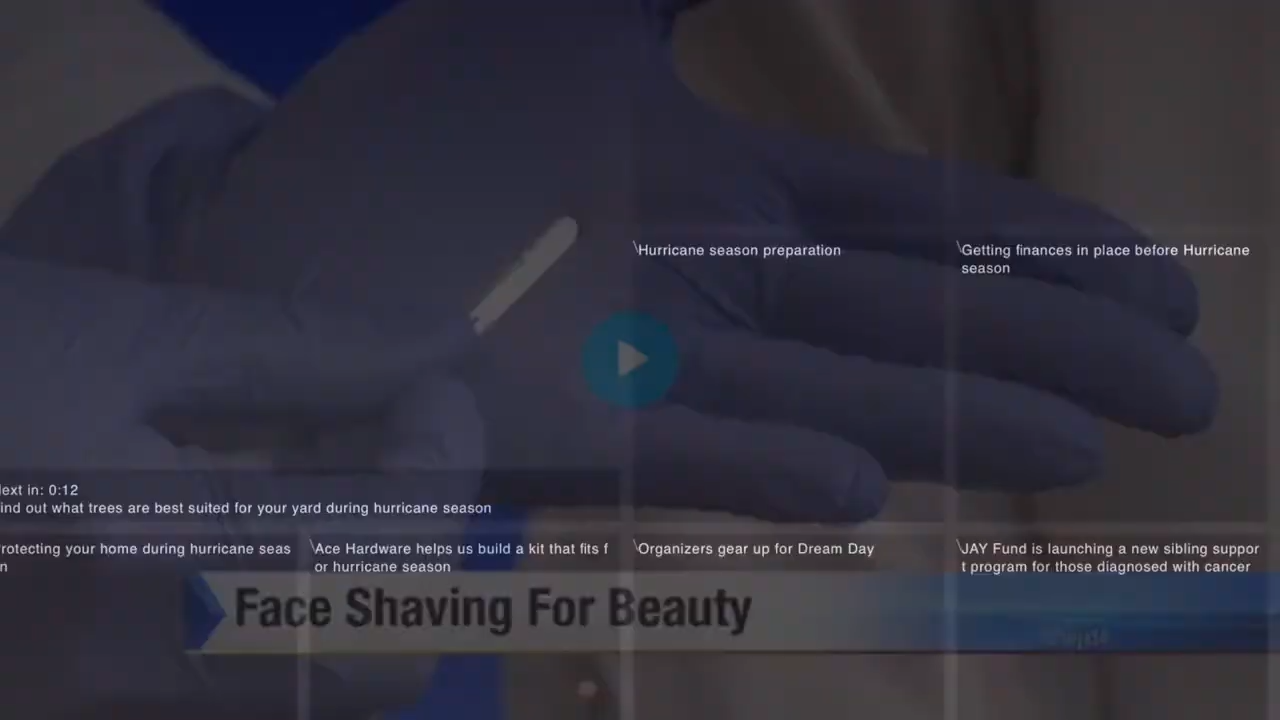 \Hurricane season preparation
\Getting finances in place before Hurricane
season
ext in: 0:12
ind out what trees are best suited for your yard during hurricane season
rotecting your home during hurricane seas
n
\Ace Hardware helps us build a kit that fits f
or hurricane season
\Organizers gear up for Dream Day
\JAY Fund is launching a new sibling suppor
t program for those diagnosed with cancer
Face Shaving For Beauty